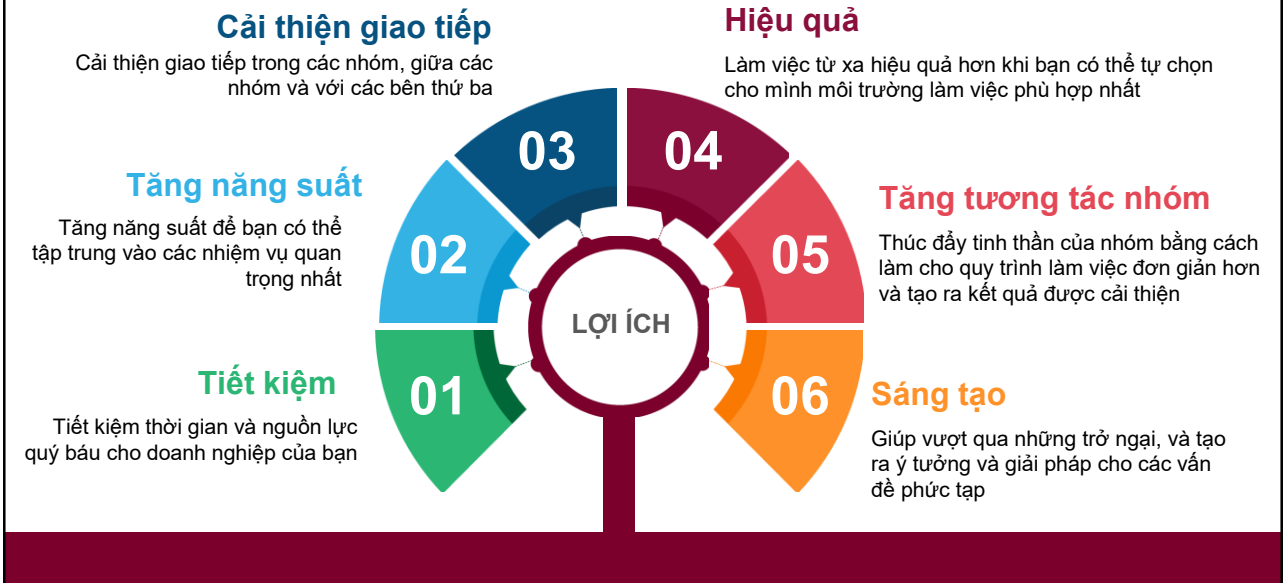 Cải thiện giao tiếp
Cải thiện giao tiếp trong các nhóm, giữa các
nhóm và với các bên thứ ba
03
Hiệu quả
Làm việc từ xa hiệu quả hơn khi bạn có thể tự chọn
cho mình môi trường làm việc phù hợp nhất
04
Tăng năng suất
Tăng năng suất để bạn có thể
tập trung vào các nhiệm vụ quan
trọng nhất
02
Tăng tương tác nhóm
Thúc đẩy tinh thần của nhóm bằng cách
làm cho quy trình làm việc đơn giản hơn
và tạo ra kết quả được cải thiện
05
LỢI ÍCH
Tiết kiệm
Tiết kiệm thời gian và nguồn lực
quý báu cho doanh nghiệp của bạn
01
Sáng tạo
Giúp vượt qua những trở ngại, và tạo
ra ý tưởng và giải pháp cho các vấn
đề phức tạp
06